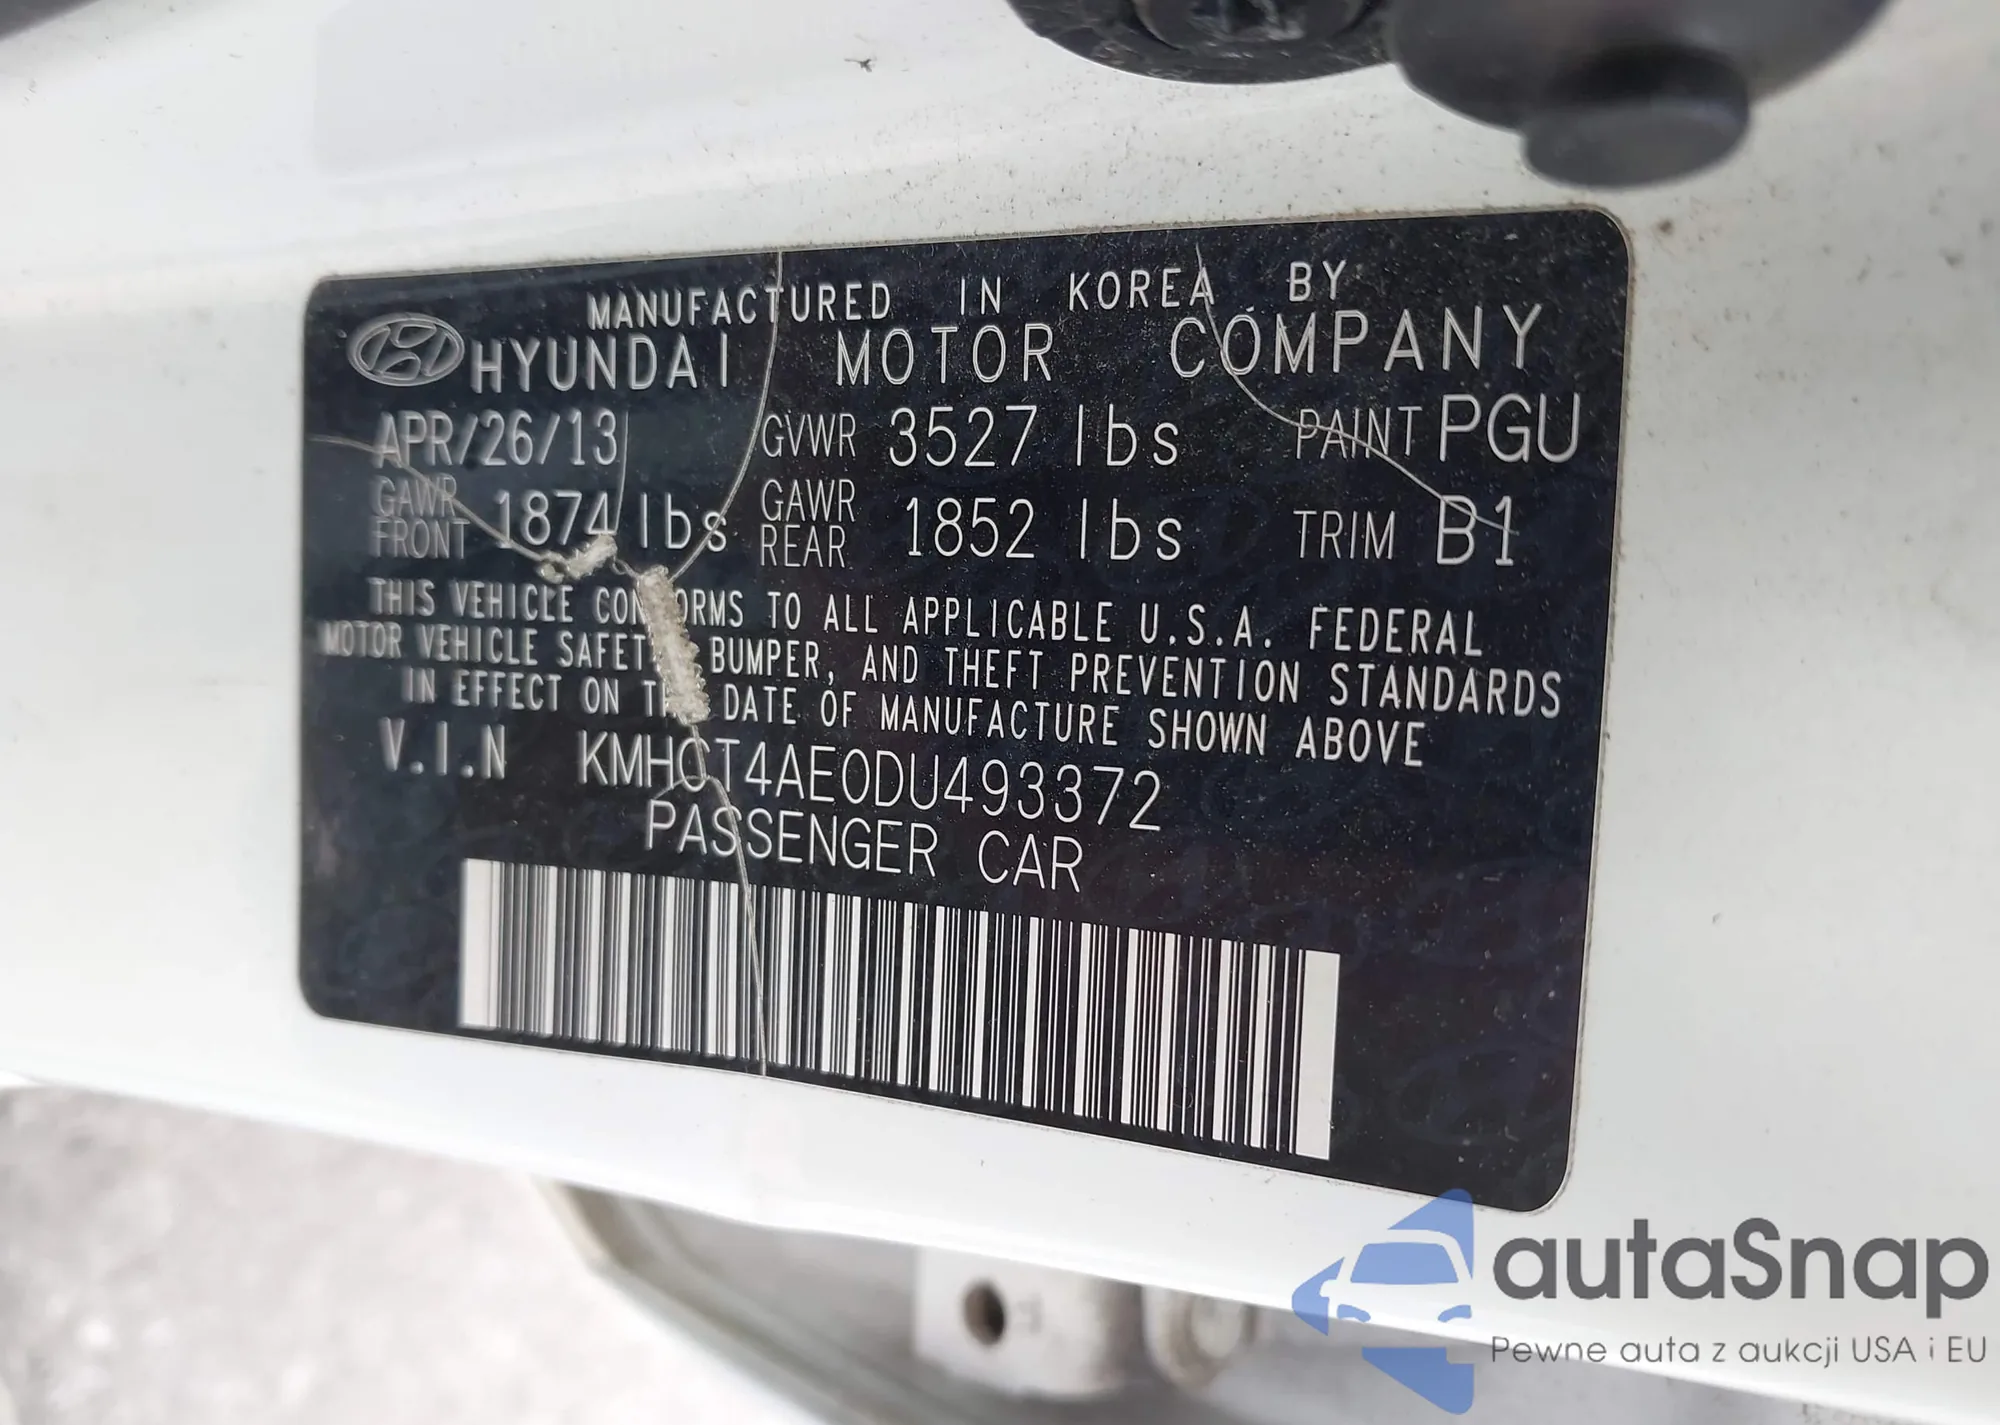 MANUFACTURED IN KOREA BY
HYUNDAI MOTOR COMPANY
APR/26/13 GVWR 3527 lbs PAINT PGU
GAWR FRONT 1874 lbs GAWR REAR 1852 lbs TRIM B1
THIS VEHICLE CONFORMS TO ALL APPLICABLE U.S.A. FEDERAL
MOTOR VEHICLE SAFETY, BUMPER, AND THEFT PREVENTION STANDARDS
IN EFFECT ON THE DATE OF MANUFACTURE SHOWN ABOVE
V.I.N KMHCT4AE0DU493372
PASSENGER CAR
autaSnap
Pewne auta z aukcji USA i EU